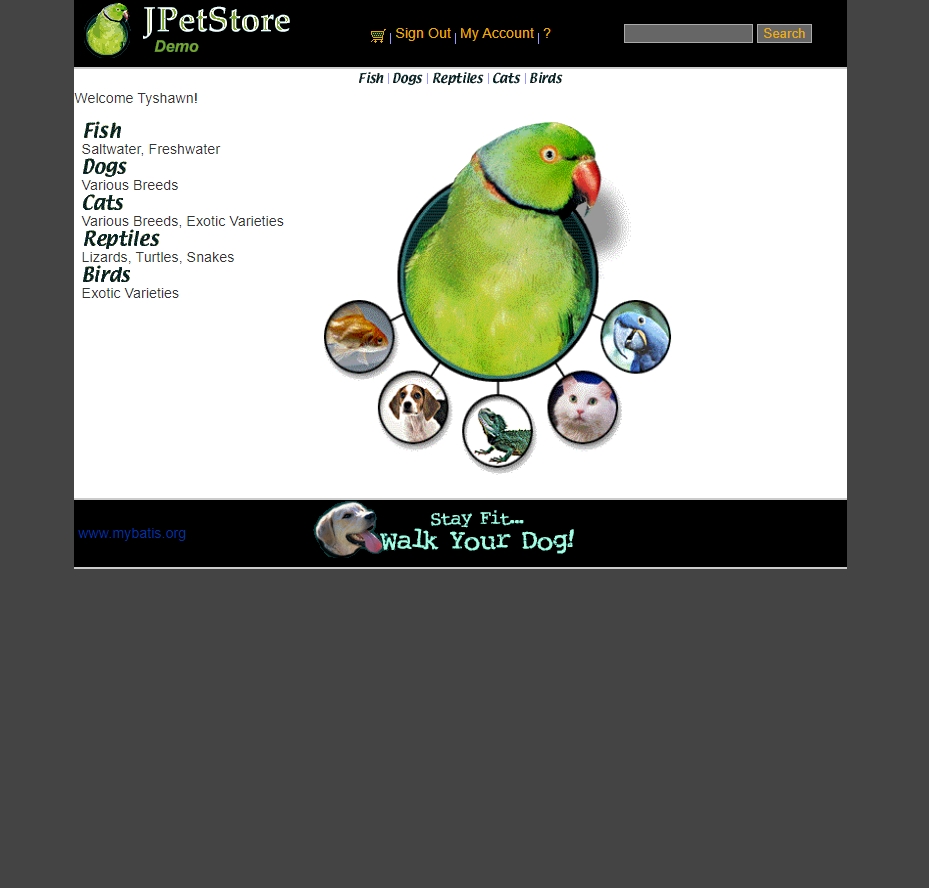 JPetStore
Demo
Sign Out | My Account | ?
Search
Fish | Dogs | Reptiles | Cats | Birds
Welcome Tyshawn!
Fish
Saltwater, Freshwater
Dogs
Various Breeds
Cats
Various Breeds, Exotic Varieties
Reptiles
Lizards, Turtles, Snakes
Birds
Exotic Varieties
www.mybatis.org
Stay Fit...
Walk Your Dog!